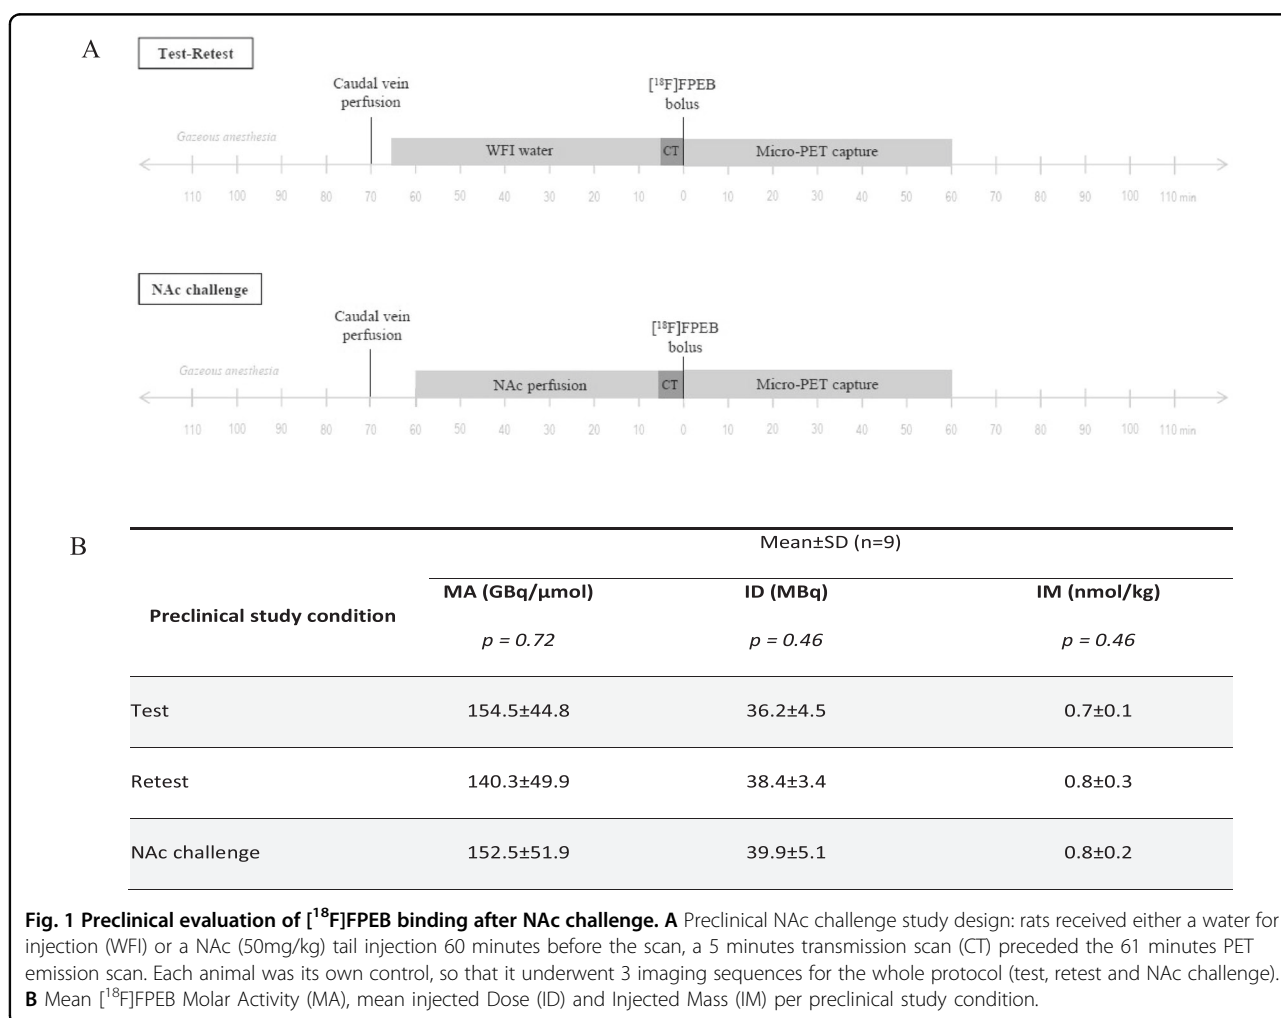 A
Test-Retest
Caudal vein
perfusion
[¹⁸F]FPEB
bolus
Gazeous anesthesia
WFI water
CT
Micro-PET capture
110 100 90 80 70 60 50 40 30 20 10 0 10 20 30 40 50 60 70 80 90 100 110 min
NAc challenge
Caudal vein
perfusion
[¹⁸F]FPEB
bolus
Gazeous anesthesia
NAc perfusion
CT
Micro-PET capture
110 100 90 80 70 60 50 40 30 20 10 0 10 20 30 40 50 60 70 80 90 100 110 min
B
Mean±SD (n=9)
Preclinical study condition
MA (GBq/µmol) ID (MBq) IM (nmol/kg)
p = 0.72 p = 0.46 p = 0.46
Test 154.5±44.8 36.2±4.5 0.7±0.1
Retest 140.3±49.9 38.4±3.4 0.8±0.3
NAc challenge 152.5±51.9 39.9±5.1 0.8±0.2
Fig. 1 Preclinical evaluation of [¹⁸F]FPEB binding after NAc challenge. A Preclinical NAc challenge study design: rats received either a water for
injection (WFI) or a NAc (50mg/kg) tail injection 60 minutes before the scan, a 5 minutes transmission scan (CT) preceded the 61 minutes PET
emission scan. Each animal was its own control, so that it underwent 3 imaging sequences for the whole protocol (test, retest and NAc challenge).
B Mean [¹⁸F]FPEB Molar Activity (MA), mean injected Dose (ID) and Injected Mass (IM) per preclinical study condition.